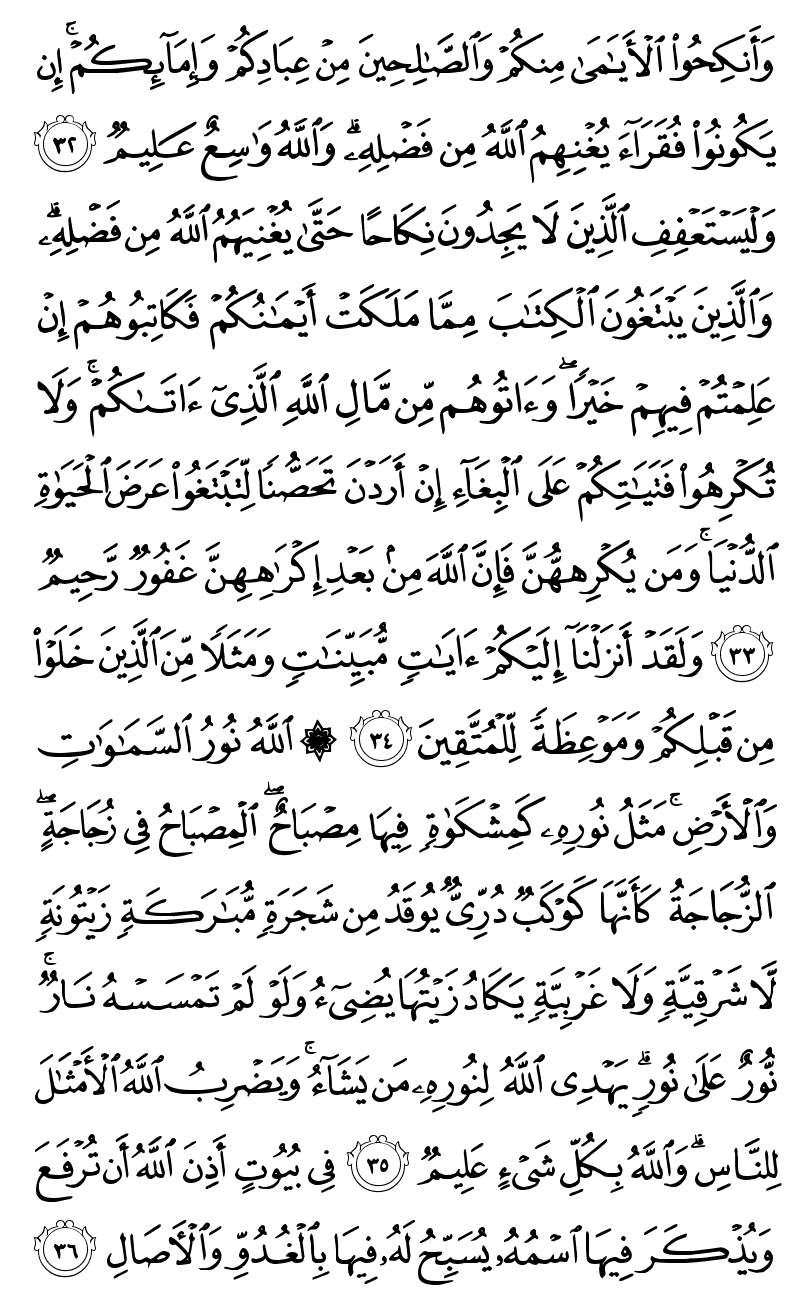 وَأَنكِحُوا۟ ٱلْأَيَـٰمَىٰ مِنكُمْ وَٱلصَّـٰلِحِينَ مِنْ عِبَادِكُمْ وَإِمَآئِكُمْ ۚ إِن
يَكُونُوا۟ فُقَرَآءَ يُغْنِهِمُ ٱللَّهُ مِن فَضْلِهِۦ ۗ وَٱللَّهُ وَٰسِعٌ عَلِيمٌ ٣٢
وَلْيَسْتَعْفِفِ ٱلَّذِينَ لَا يَجِدُونَ نِكَاحًا حَتَّىٰ يُغْنِيَهُمُ ٱللَّهُ مِن فَضْلِهِۦ ۗ
وَٱلَّذِينَ يَبْتَغُونَ ٱلْكِتَـٰبَ مِمَّا مَلَكَتْ أَيْمَـٰنُكُمْ فَكَاتِبُوهُمْ إِنْ
عَلِمْتُمْ فِيهِمْ خَيْرًا ۖ وَءَاتُوهُم مِّن مَّالِ ٱللَّهِ ٱلَّذِىٓ ءَاتَىٰكُمْ ۚ وَلَا
تُكْرِهُوا۟ فَتَيَـٰتِكُمْ عَلَى ٱلْبِغَآءِ إِنْ أَرَدْنَ تَحَصُّنًا لِّتَبْتَغُوا۟ عَرَضَ ٱلْحَيَوٰةِ
ٱلدُّنْيَا ۚ وَمَن يُكْرِههُّنَّ فَإِنَّ ٱللَّهَ مِنۢ بَعْدِ إِكْرَٰهِهِنَّ غَفُورٌ رَّحِيمٌ
٣٣ وَلَقَدْ أَنزَلْنَآ إِلَيْكُمْ ءَايَـٰتٍ مُّبَيِّنَـٰتٍ وَمَثَلًا مِّنَ ٱلَّذِينَ خَلَوْا۟
مِن قَبْلِكُمْ وَمَوْعِظَةً لِّلْمُتَّقِينَ ٣٤ ۞ ٱللَّهُ نُورُ ٱلسَّمَـٰوَٰتِ
وَٱلْأَرْضِ ۚ مَثَلُ نُورِهِۦ كَمِشْكَوٰةٍ فِيهَا مِصْبَاحٌ ۖ ٱلْمِصْبَاحُ فِى زُجَاجَةٍ ۖ
ٱلزُّجَاجَةُ كَأَنَّهَا كَوْكَبٌ دُرِّىٌّ يُوقَدُ مِن شَجَرَةٍ مُّبَـٰرَكَةٍ زَيْتُونَةٍ
لَّا شَرْقِيَّةٍ وَلَا غَرْبِيَّةٍ يَكَادُ زَيْتُهَا يُضِىٓءُ وَلَوْ لَمْ تَمْسَسْهُ نَارٌ ۚ
نُّورٌ عَلَىٰ نُورٍ ۗ يَهْدِى ٱللَّهُ لِنُورِهِۦ مَن يَشَآءُ ۚ وَيَضْرِبُ ٱللَّهُ ٱلْأَمْثَـٰلَ
لِلنَّاسِ ۗ وَٱللَّهُ بِكُلِّ شَىْءٍ عَلِيمٌ ٣٥ فِى بُيُوتٍ أَذِنَ ٱللَّهُ أَن تُرْفَعَ
وَيُذْكَرَ فِيهَا ٱسْمُهُۥ يُسَبِّحُ لَهُۥ فِيهَا بِٱلْغُدُوِّ وَٱلْـَٔاصَالِ ٣٦